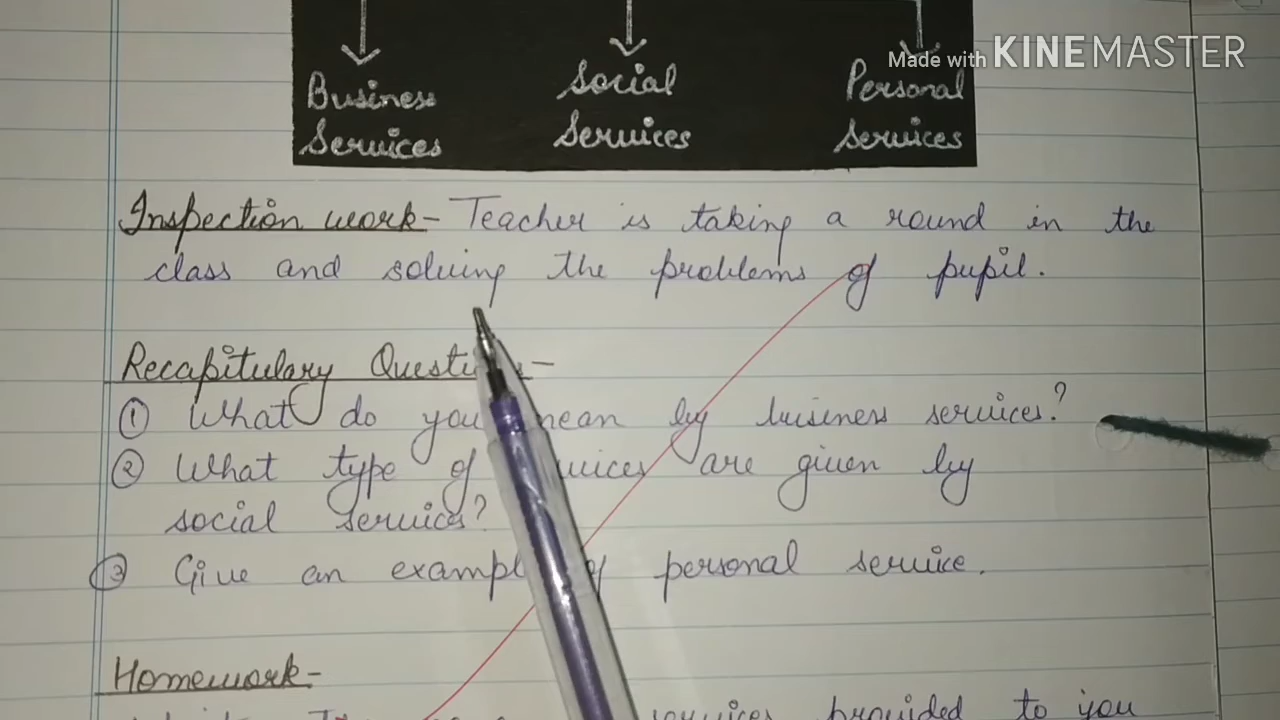 Made with KINEMASTER
Business Social Personal
Services Services Services
Inspection work- Teacher is taking a round in the
class and solving the problems of pupil.
Recapitulary Questi
① What do you mean by business services?
② What type of are given by
social services?
③ Give an exampl of personal service.
Homework-
services provided to you